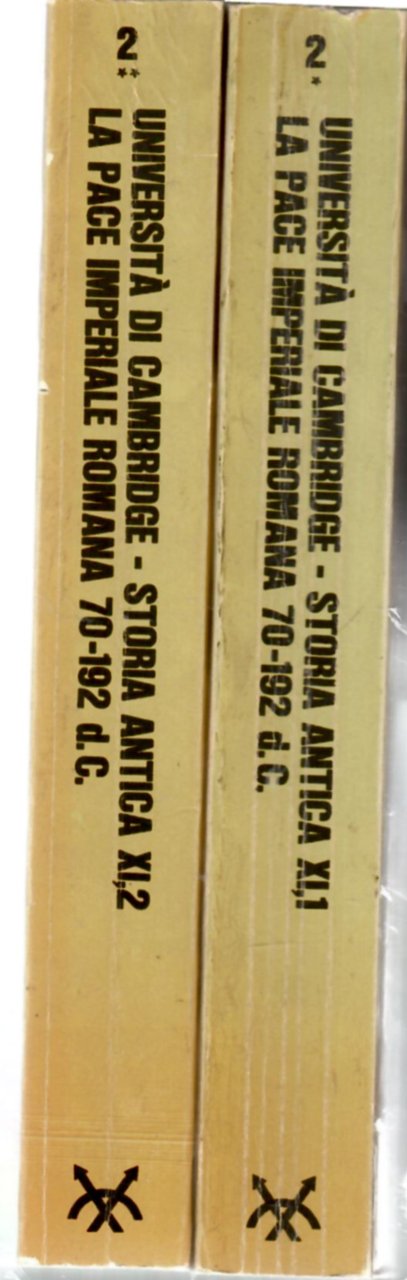 2**
UNIVERSITÀ DI CAMBRIDGE - STORIA ANTICA XI,2
LA PACE IMPERIALE ROMANA 70-192 d.C.
2*
UNIVERSITÀ DI CAMBRIDGE - STORIA ANTICA XI,1
LA PACE IMPERIALE ROMANA 70-192 d.C.